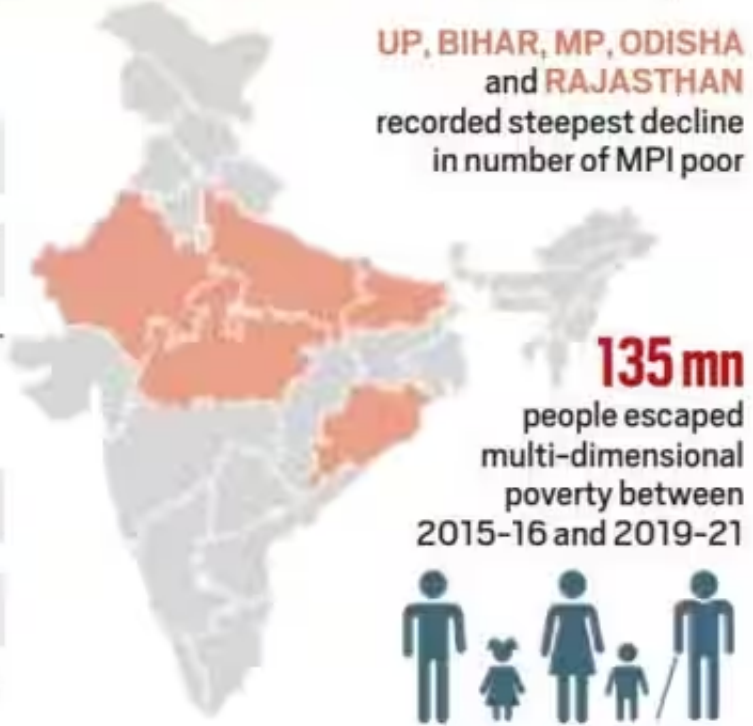 UP, BIHAR, MP, ODISHA
and RAJASTHAN
recorded steepest decline
in number of MPI poor
135 mn
people escaped
multi-dimensional
poverty between
2015-16 and 2019-21